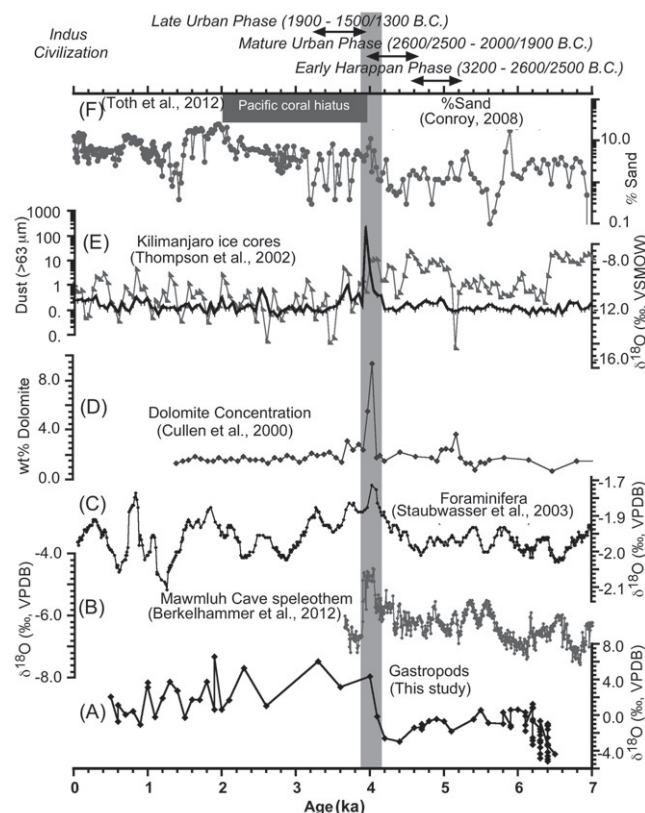 Indus
Civilization
Late Urban Phase (1900 - 1500/1300 B.C.)
Mature Urban Phase (2600/2500 - 2000/1900 B.C.)
Early Harappan Phase (3200 - 2600/2500 B.C.)
(F)
(Toth et al., 2012)
Pacific coral hiatus
%Sand
(Conroy, 2008)
10.0
0.1
% Sand
1000
100
10
1
0.
0.
Dust (>63 μm)
(E)
Kilimanjaro ice cores
(Thompson et al., 2002)
-8.0
12.0
16.0
δ18O (‰, VSMOW)
8.0
4.0
0.0
wt% Dolomite
(D)
Dolomite Concentration
(Cullen et al., 2000)
(C)
Foraminifera
(Staubwasser et al., 2003)
-1.7
-1.8
-2.0
-2.1
δ18O (‰, VPDB)
-4.0
-6.0
-8.0
δ18O (‰, VPDB)
(B)
Mawmluh Cave speleothem
(Berkelhammer et al., 2012)
(A)
Gastropods
(This study)
8.0
4.0
0.0
-4.0
δ18O (‰, VPDB)
0 1 2 3 4 5 6 7
Age (ka)